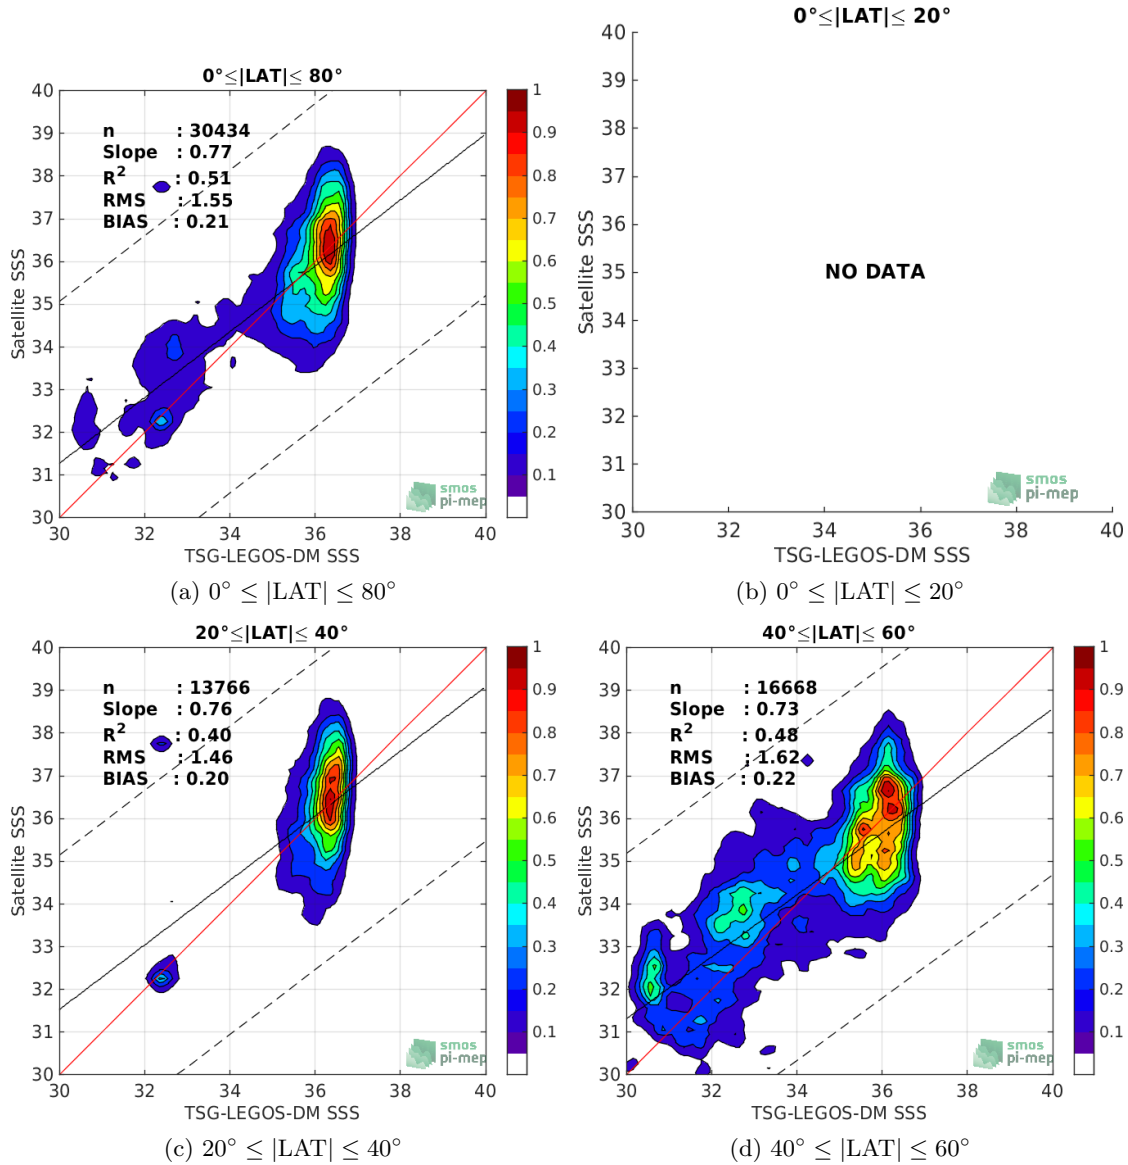 0°≤|LAT|≤ 80°
40
39
38
37
36
35
34
33
32
31
30
30
32
34
36
38
40
Satellite SSS
TSG-LEGOS-DM SSS
n : 30434
Slope : 0.77
R² : 0.51
RMS : 1.55
BIAS : 0.21
1
0.9
0.8
0.7
0.6
0.5
0.4
0.3
0.2
0.1
smos
pi-mep
(a) 0° ≤ |LAT| ≤ 80°
0°≤|LAT|≤ 20°
40
39
38
37
36
35
34
33
32
31
30
30
32
34
36
38
40
Satellite SSS
TSG-LEGOS-DM SSS
NO DATA
smos
pi-mep
(b) 0° ≤ |LAT| ≤ 20°
20°≤|LAT|≤ 40°
40
39
38
37
36
35
34
33
32
31
30
30
32
34
36
38
40
Satellite SSS
TSG-LEGOS-DM SSS
n : 13766
Slope : 0.76
R² : 0.40
RMS : 1.46
BIAS : 0.20
1
0.9
0.8
0.7
0.6
0.5
0.4
0.3
0.2
0.1
smos
pi-mep
(c) 20° ≤ |LAT| ≤ 40°
40°≤|LAT|≤ 60°
40
39
38
37
36
35
34
33
32
31
30
30
32
34
36
38
40
Satellite SSS
TSG-LEGOS-DM SSS
n : 16668
Slope : 0.73
R² : 0.48
RMS : 1.62
BIAS : 0.22
1
0.9
0.8
0.7
0.6
0.5
0.4
0.3
0.2
0.1
smos
pi-mep
(d) 40° ≤ |LAT| ≤ 60°